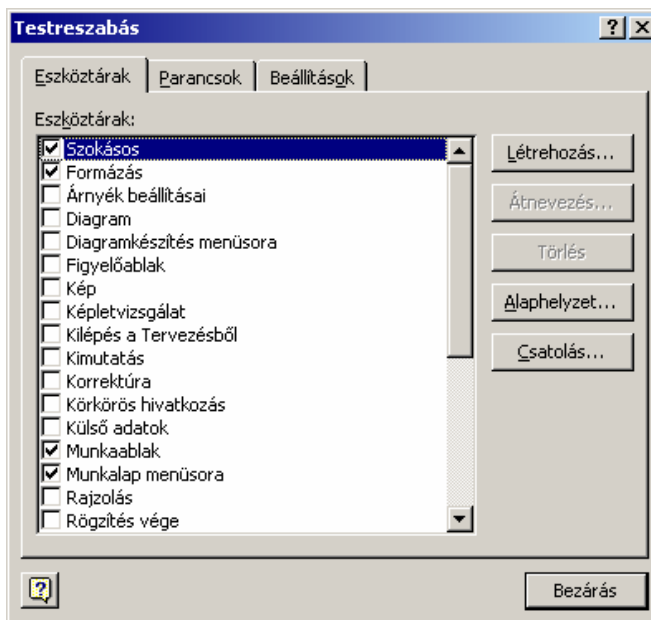 Testreszabás
Eszköztárak Parancsok Beállítások
Eszköztárak:
Szokásos
Formázás
Árnyék beállításai
Diagram
Diagramkészítés menüsora
Figyelőablak
Kép
Képletvizsgálat
Kilépés a Tervezésből
Kimutatás
Korrektúra
Körkörös hivatkozás
Külső adatok
Munkaablak
Munkalap menüsora
Rajzolás
Rögzítés vége
Létrehozás...
Átnevezés...
Törlés
Alaphelyzet...
Csatolás...
Bezárás